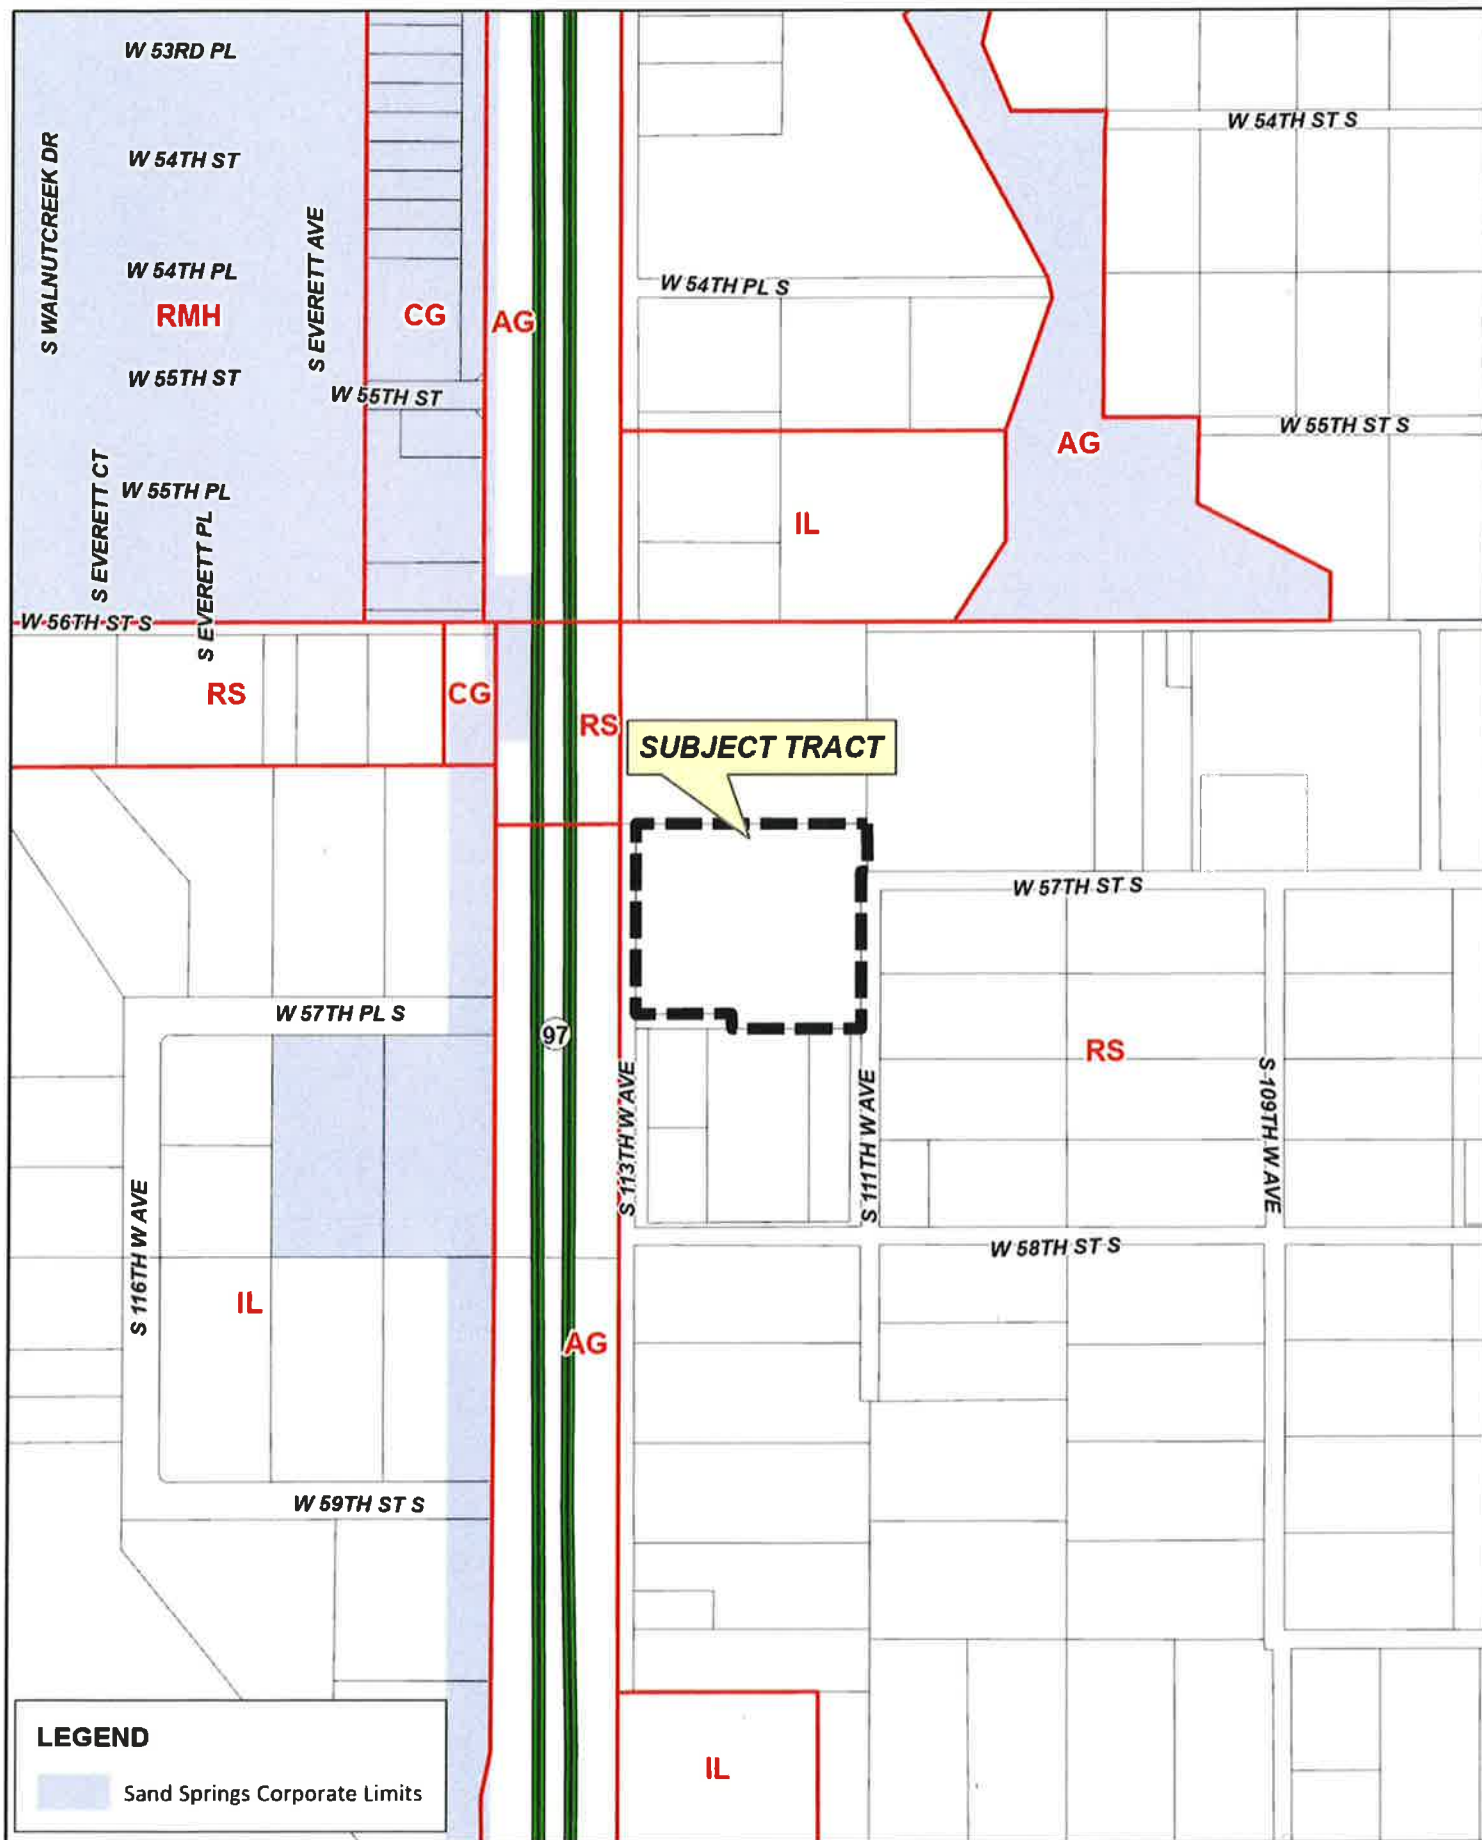 W 53RD PL
W 54TH ST S
S WALNUTCREEK DR
W 54TH ST
S EVERETT AVE
W 54TH PL
W 54TH PL S
RMH
CG
AG
W 55TH ST
W 55TH ST
W 55TH ST S
AG
S EVERETT CT
W 55TH PL
S EVERETT PL
IL
W 56TH ST S
RS
CG
RS
SUBJECT TRACT
W 57TH ST S
W 57TH PL S
97
RS
S 113TH W AVE
S 111TH W AVE
S 109TH W AVE
S 116TH W AVE
W 58TH ST S
IL
AG
W 59TH ST S
IL
LEGEND
Sand Springs Corporate Limits